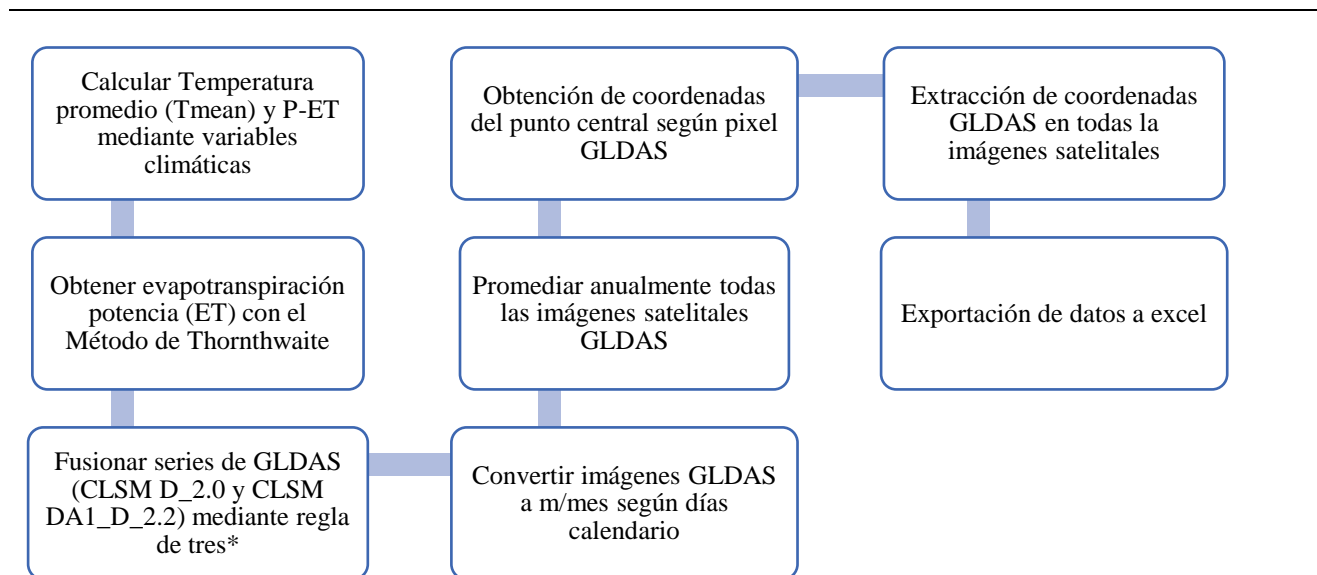 Calcular Temperatura
promedio (Tmean) y P-ET
mediante variables
climáticas
Obtener evapotranspiración
potencia (ET) con el
Método de Thornthwaite
Fusionar series de GLDAS
(CLSM D_2.0 y CLSM
DA1_D_2.2) mediante regla
de tres*
Convertir imágenes GLDAS
a m/mes según días
calendario
Promediar anualmente todas
las imágenes satelitales
GLDAS
Obtención de coordenadas
del punto central según pixel
GLDAS
Extracción de coordenadas
GLDAS en todas la
imágenes satelitales
Exportación de datos a excel